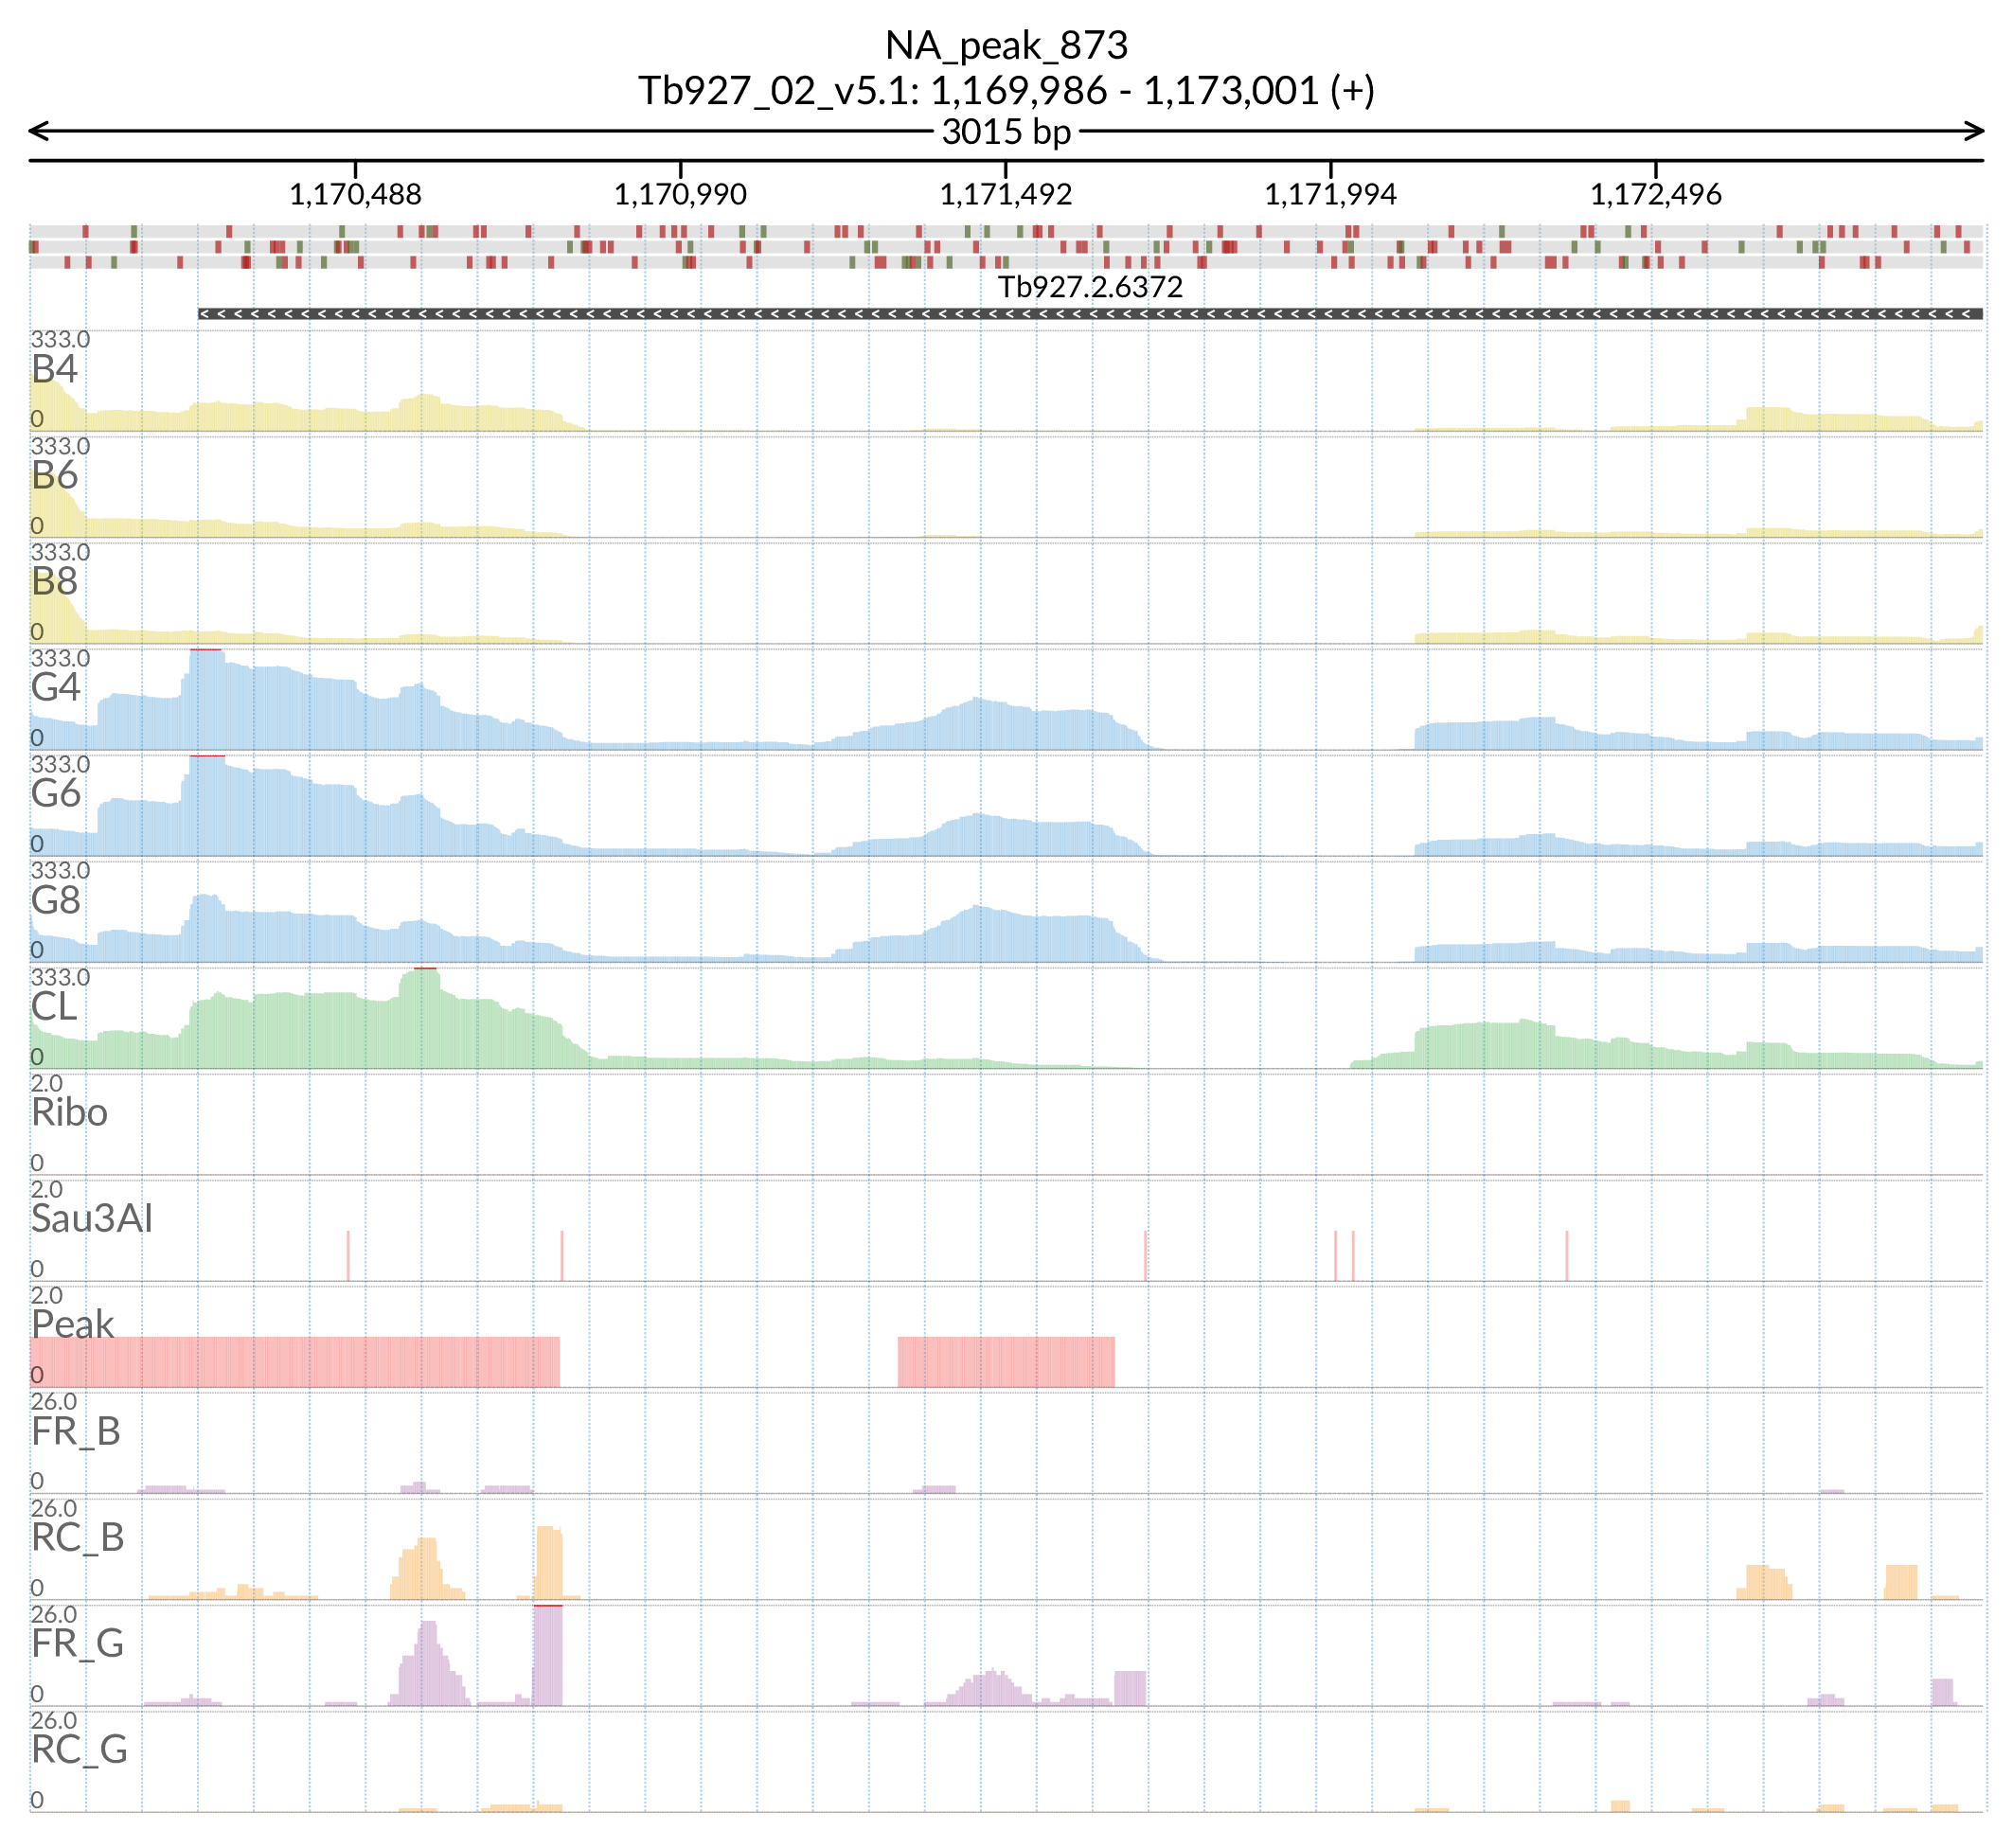 NA_peak_873
Tb927_02_v5.1: 1,169,986 - 1,173,001 (+)
3015 bp
1,170,488 1,170,990 1,171,492 1,171,994 1,172,496
Tb927.2.6372
333.0
B4
0
333.0
B6
0
333.0
B8
0
333.0
G4
0
333.0
G6
0
333.0
G8
0
333.0
CL
0
2.0
Ribo
0
2.0
Sau3AI
0
2.0
Peak
0
26.0
FR_B
0
26.0
RC_B
0
26.0
FR_G
0
26.0
RC_G
0